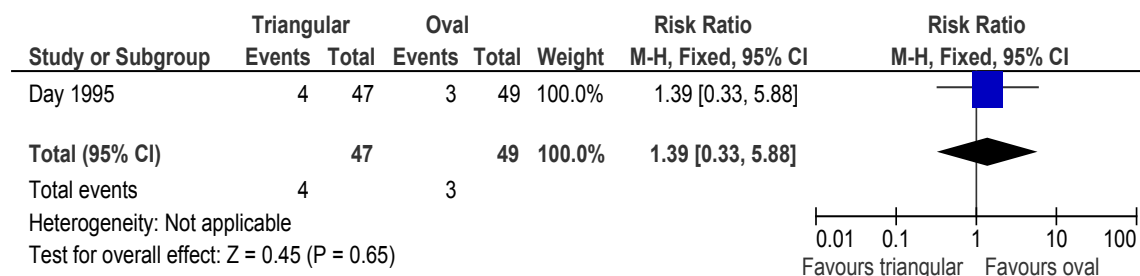 Triangular Oval Risk Ratio Risk Ratio
Study or Subgroup Events Total Events Total Weight M-H, Fixed, 95% CI M-H, Fixed, 95% CI
Day 1995 4 47 3 49 100.0% 1.39 [0.33, 5.88]
Total (95% CI) 47 49 100.0% 1.39 [0.33, 5.88]
Total events 4 3
Heterogeneity: Not applicable
Test for overall effect: Z = 0.45 (P = 0.65)
0.01 0.1 1 10 100
Favours triangular Favours oval